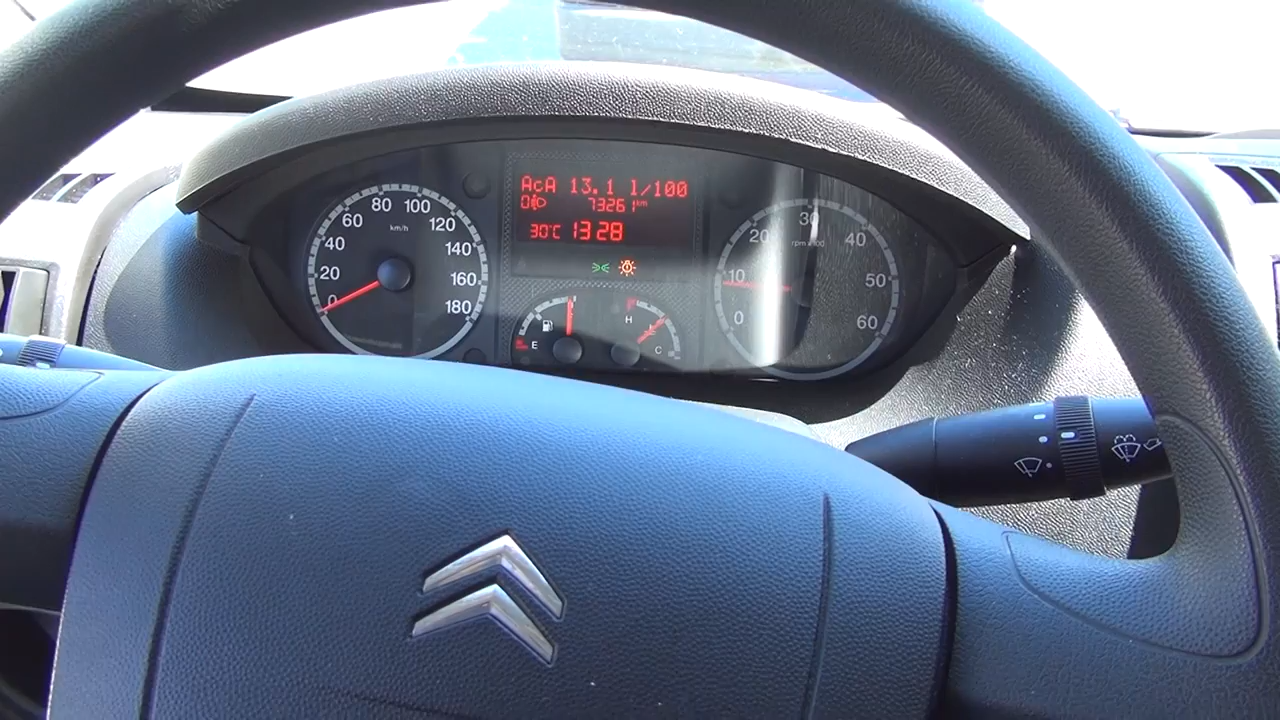 0 20 40 60 80 100 120 140 160 180
km/h
AcA 13.1 l/100
73261 km
30°C 13 28
E
H
C
0 10 20 30 40 50 60
rpm x100